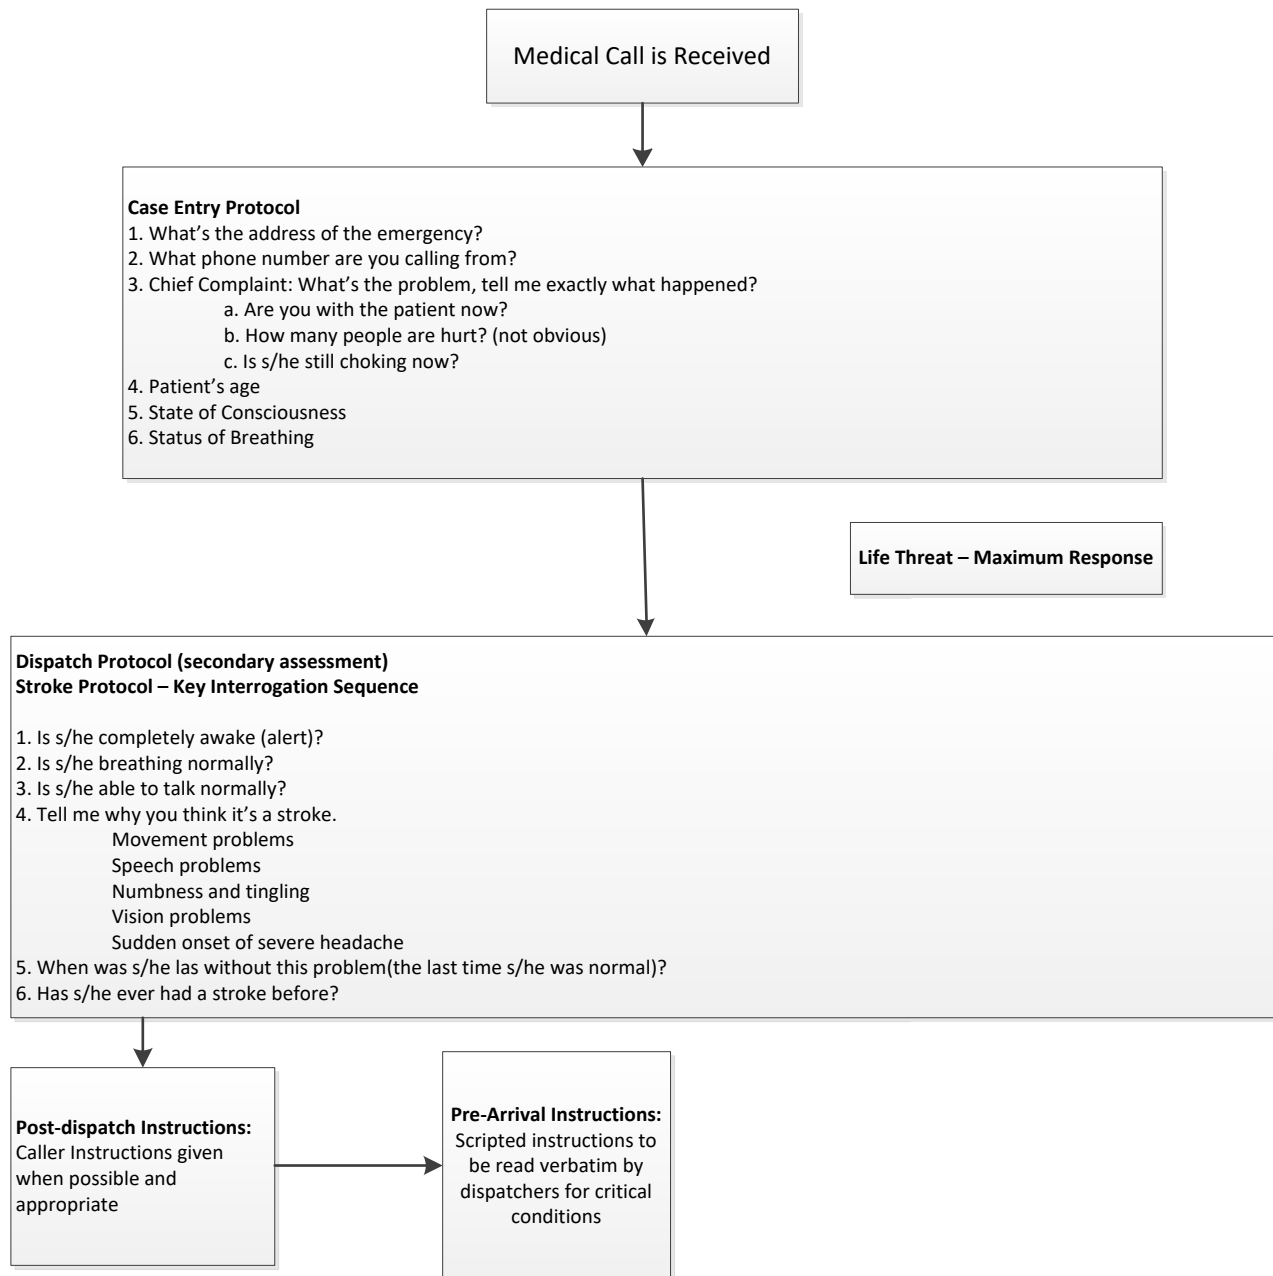 Medical Call is Received
Case Entry Protocol
1. What’s the address of the emergency?
2. What phone number are you calling from?
3. Chief Complaint: What’s the problem, tell me exactly what happened?
a. Are you with the patient now?
b. How many people are hurt? (not obvious)
c. Is s/he still choking now?
4. Patient’s age
5. State of Consciousness
6. Status of Breathing
Life Threat – Maximum Response
Dispatch Protocol (secondary assessment)
Stroke Protocol – Key Interrogation Sequence
1. Is s/he completely awake (alert)?
2. Is s/he breathing normally?
3. Is s/he able to talk normally?
4. Tell me why you think it’s a stroke.
Movement problems
Speech problems
Numbness and tingling
Vision problems
Sudden onset of severe headache
5. When was s/he las without this problem(the last time s/he was normal)?
6. Has s/he ever had a stroke before?
Post-dispatch Instructions:
Caller Instructions given
when possible and
appropriate
Pre-Arrival Instructions:
Scripted instructions to
be read verbatim by
dispatchers for critical
conditions